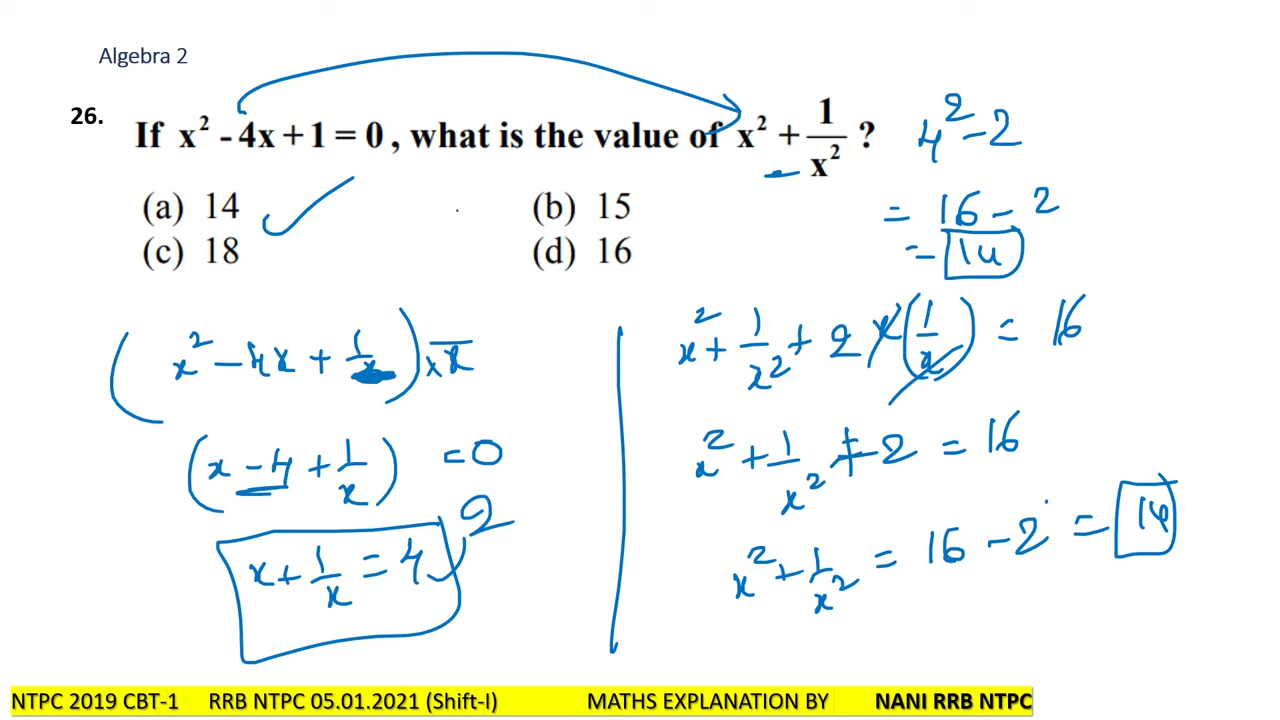 Algebra 2
26. If x² - 4x + 1 = 0, what is the value of x² + 1/x² ?
(a) 14 (b) 15
(c) 18 (d) 16
4² - 2
= 16 - 2
= 14
(x² - 4x + 1/x) × x
(x - 4 + 1/x) = 0
x + 1/x = 4
2
x² + 1/x² + 2 x (1/x) = 16
x² + 1/x² + 2 = 16
x² + 1/x² = 16 - 2 = 14
NTPC 2019 CBT-1 RRB NTPC 05.01.2021 (Shift-I) MATHS EXPLANATION BY NANI RRB NTPC